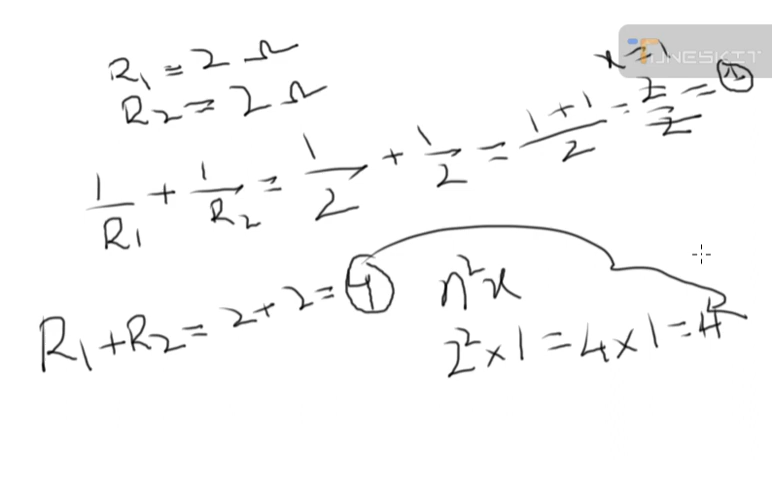 TUNESKIT
R₁ = 2 Ω
x = 1
R₂ = 2 Ω
1/R₁ + 1/R₂ = 1/2 + 1/2 = (1+1)/2 = 2/2 = ①
R₁ + R₂ = 2 + 2 = ④
n²x
2² × 1 = 4 × 1 = 4